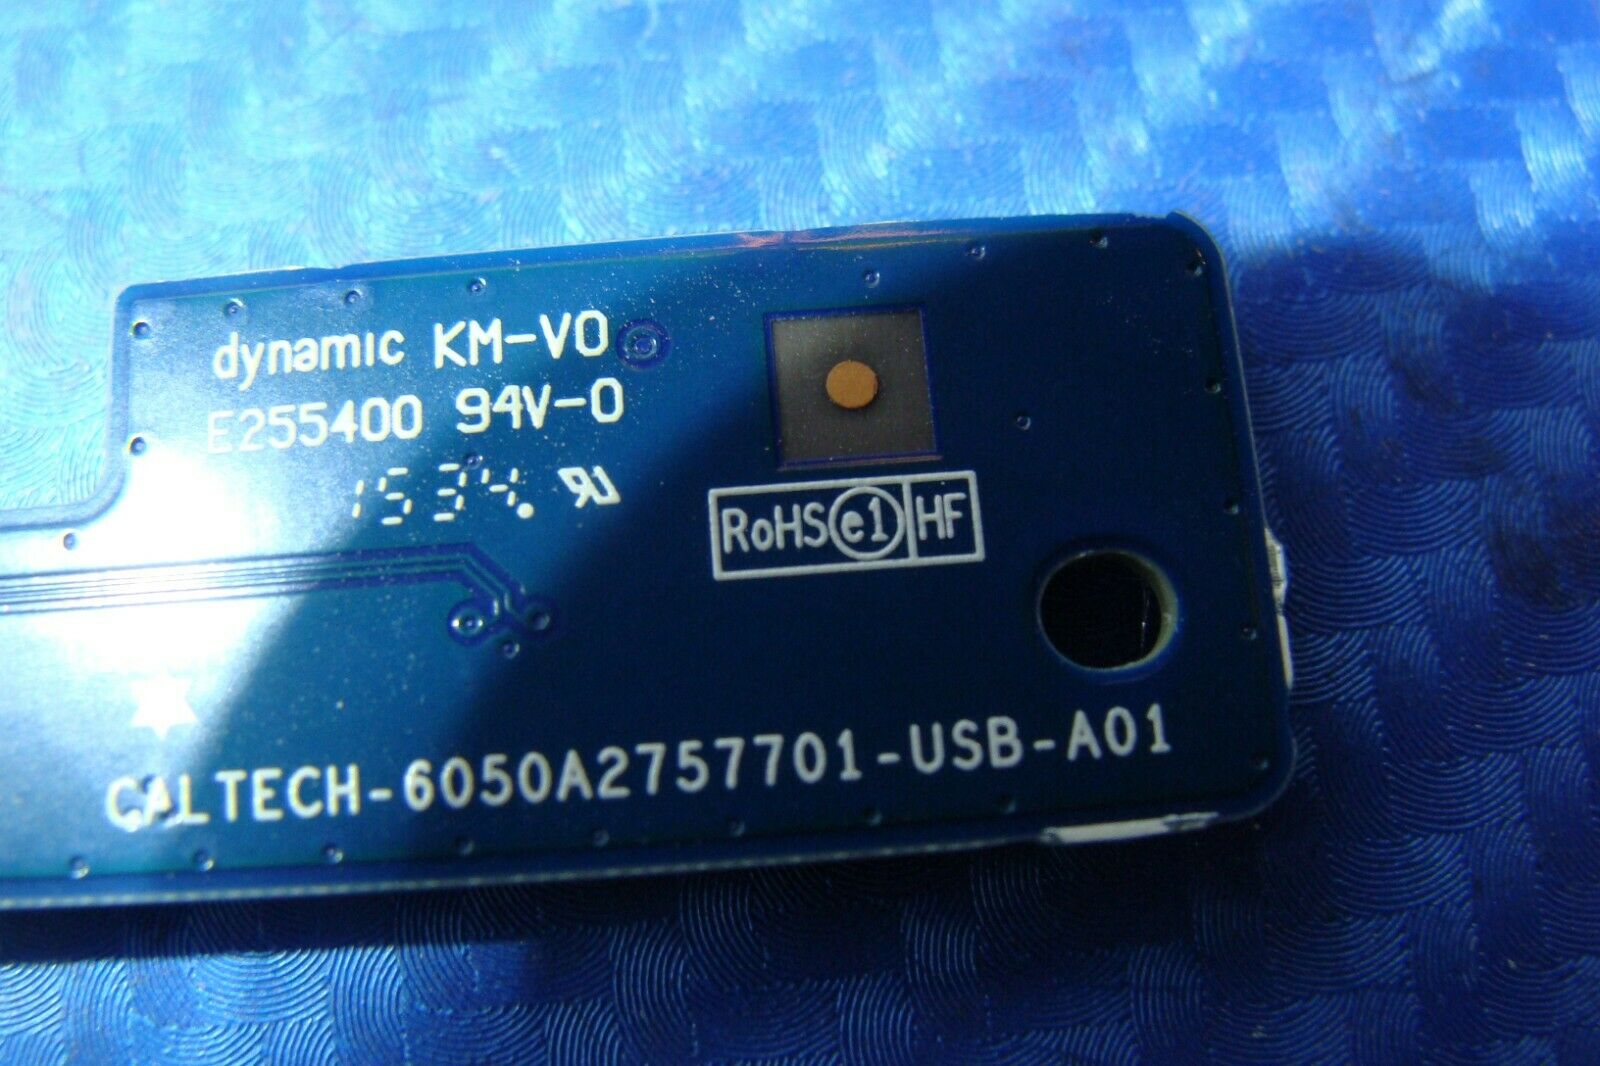 dynamic KM-V0
E255400 94V-0
1534.
RoHS e1 HF
CALTECH-6050A2757701-USB-A01